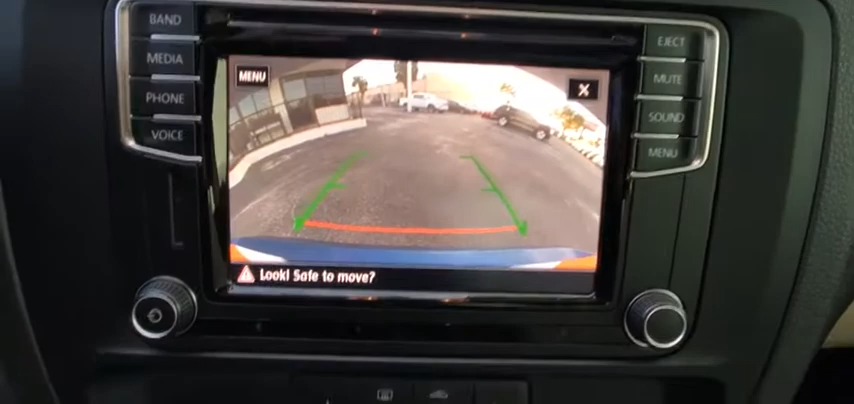 BAND
MEDIA
PHONE
VOICE
MENU
Look! Safe to move?
EJECT
MUTE
SOUND
MENU